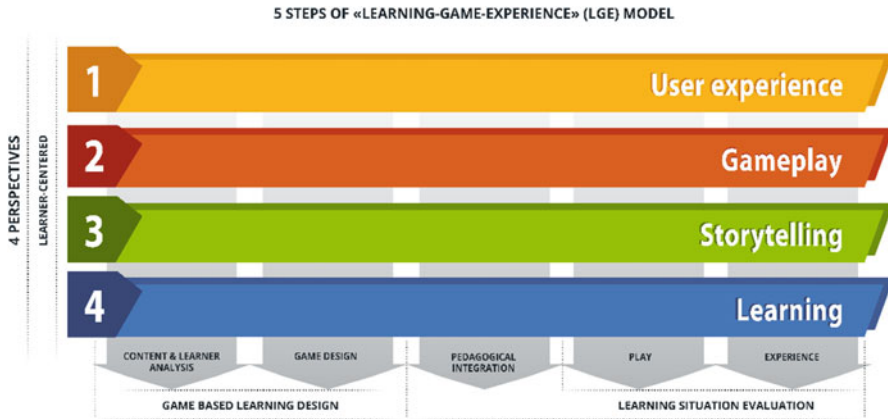 5 STEPS OF «LEARNING-GAME-EXPERIENCE» (LGE) MODEL
4 PERSPECTIVES
LEARNER-CENTERED
1
User experience
2
Gameplay
3
Storytelling
4
Learning
CONTENT & LEARNER
ANALYSIS
GAME DESIGN
PEDAGOGICAL
INTEGRATION
PLAY
EXPERIENCE
GAME BASED LEARNING DESIGN
LEARNING SITUATION EVALUATION